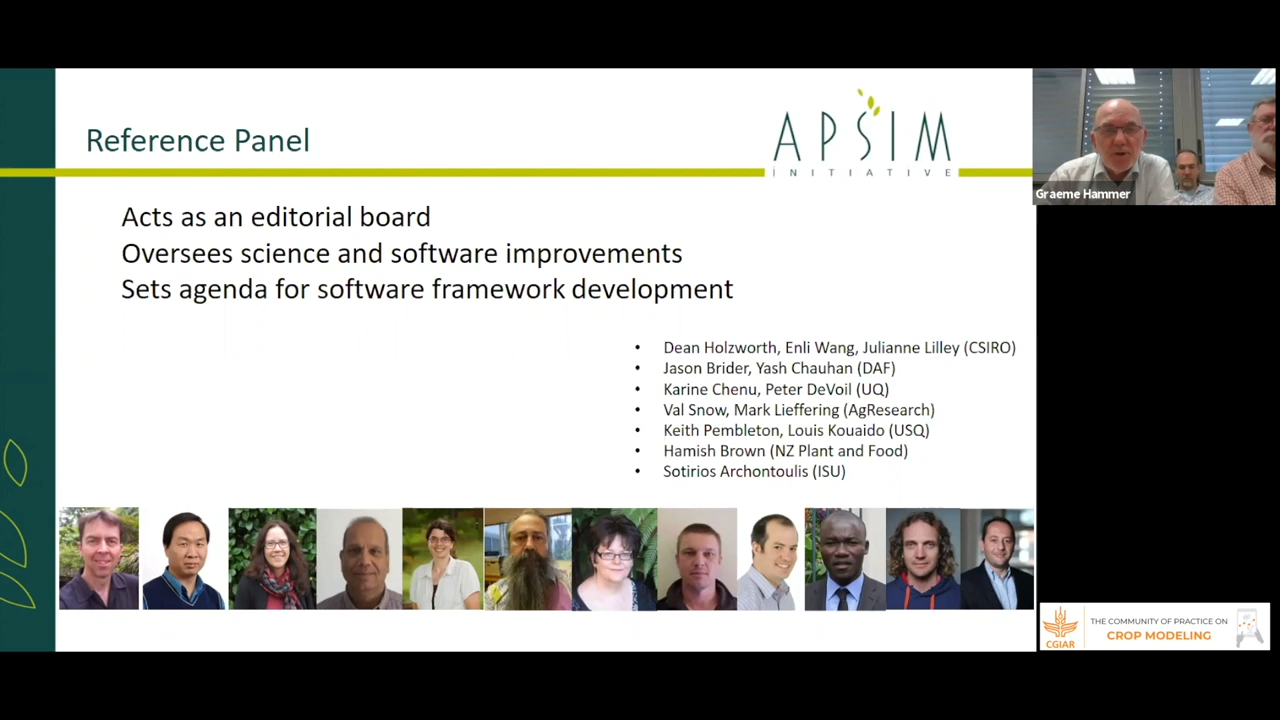 Reference Panel
APSIM
INITIATIVE
Graeme Hammer
Acts as an editorial board
Oversees science and software improvements
Sets agenda for software framework development
• Dean Holzworth, Enli Wang, Julianne Lilley (CSIRO)
• Jason Brider, Yash Chauhan (DAF)
• Karine Chenu, Peter DeVoil (UQ)
• Val Snow, Mark Lieffering (AgResearch)
• Keith Pembleton, Louis Kouaido (USQ)
• Hamish Brown (NZ Plant and Food)
• Sotirios Archontoulis (ISU)
CGIAR
THE COMMUNITY OF PRACTICE ON
CROP MODELING